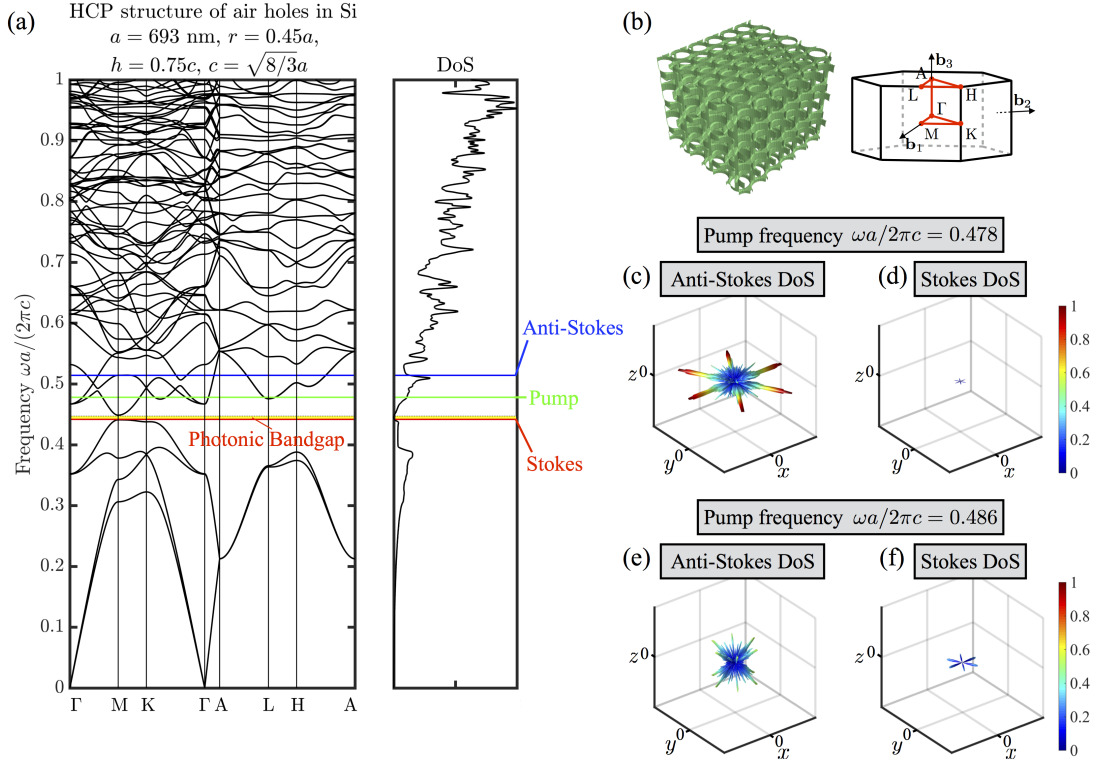 (a)
HCP structure of air holes in Si
a = 693 nm, r = 0.45a,
h = 0.75c, c = √8/3a
DoS
Frequency ωa/(2πc)
1
0.9
0.8
0.7
0.6
0.5
0.4
0.3
0.2
0.1
0
Γ M K Γ A L H A
Anti-Stokes
Pump
Photonic Bandgap
Stokes
(b)
A
b₃
L
H
Γ
b₂
M
K
b₁
Pump frequency ωa/2πc = 0.478
(c)
Anti-Stokes DoS
z
0
y
0
0
x
(d)
Stokes DoS
z
0
y
0
0
x
1
0.8
0.6
0.4
0.2
0
Pump frequency ωa/2πc = 0.486
(e)
Anti-Stokes DoS
z
0
y
0
0
x
(f)
Stokes DoS
z
0
y
0
0
x
1
0.8
0.6
0.4
0.2
0